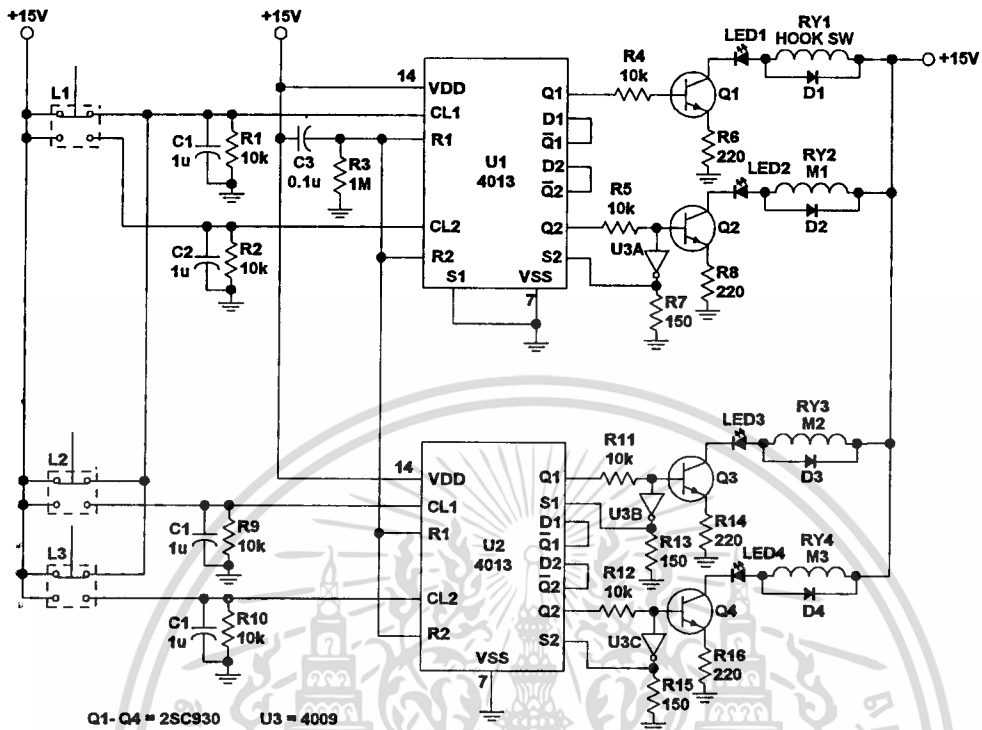 +15V
+15V
L1
C1
1u
R1
10k
C2
1u
R2
10k
C3
0.1u
R3
1M
14
VDD
CL1
R1
CL2
R2
S1
VSS
7
U1
4013
Q1
D1
Q̅1
D2
Q̅2
Q2
S2
R4
10k
R5
10k
U3A
R7
150
Q1
R6
220
Q2
R8
220
LED1
RY1
HOOK SW
D1
LED2
RY2
M1
D2
+15V
L2
L3
C1
1u
R9
10k
C1
1u
R10
10k
14
VDD
CL1
R1
CL2
R2
VSS
7
U2
4013
Q1
S1
D1
Q̅1
D2
Q̅2
Q2
S2
R11
10k
U3B
R13
150
R12
10k
U3C
R15
150
Q3
R14
220
Q4
R16
220
LED3
RY3
M2
D3
LED4
RY4
M3
D4
Q1- Q4 = 2SC930
U3 = 4009